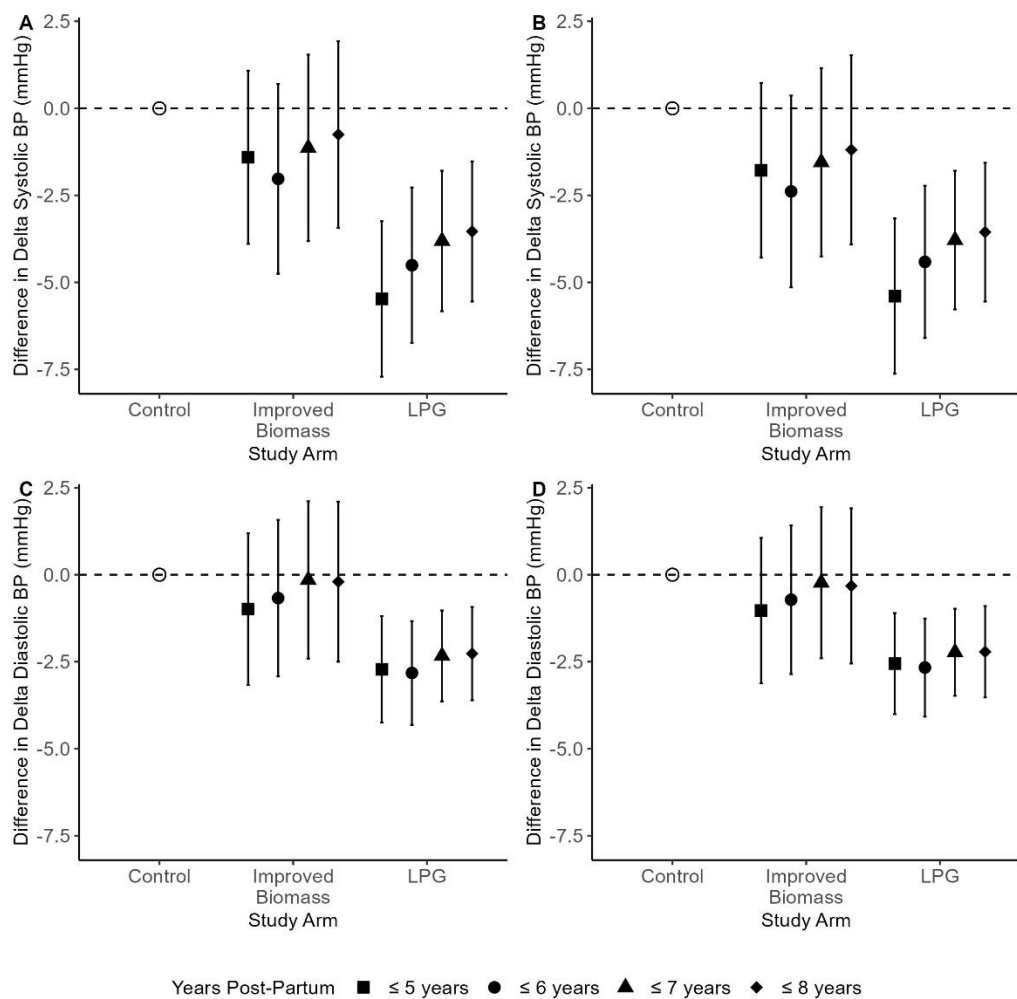 A
Difference in Delta Systolic BP (mmHg)
2.5
0.0
-2.5
-5.0
-7.5
Control
Improved
Biomass
LPG
Study Arm
B
Difference in Delta Systolic BP (mmHg)
2.5
0.0
-2.5
-5.0
-7.5
Control
Improved
Biomass
LPG
Study Arm
C
Difference in Delta Diastolic BP (mmHg)
2.5
0.0
-2.5
-5.0
-7.5
Control
Improved
Biomass
LPG
Study Arm
D
Difference in Delta Diastolic BP (mmHg)
2.5
0.0
-2.5
-5.0
-7.5
Control
Improved
Biomass
LPG
Study Arm
Years Post-Partum ≤ 5 years ≤ 6 years ≤ 7 years ≤ 8 years